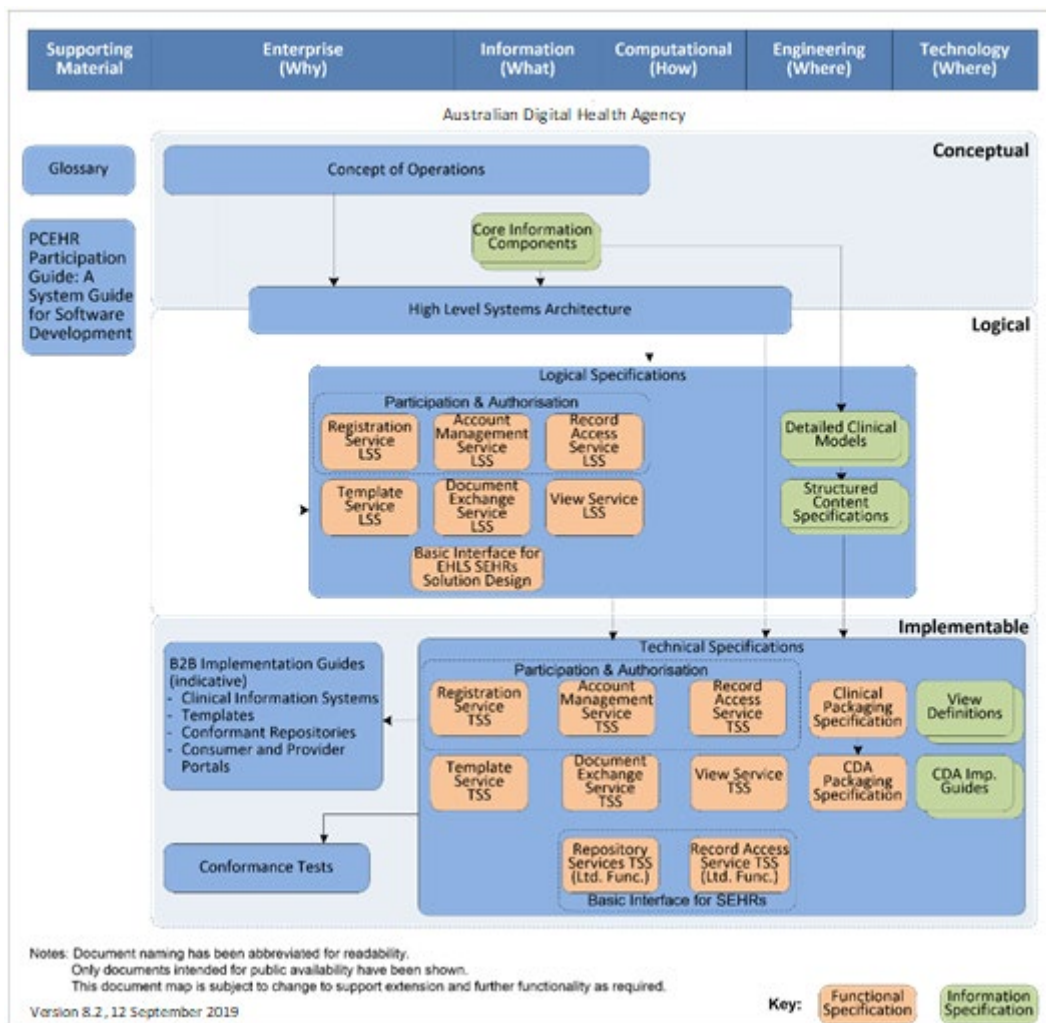 Supporting
Material
Enterprise
(Why)
Information
(What)
Computational
(How)
Engineering
(Where)
Technology
(Where)
Australian Digital Health Agency
Conceptual
Glossary
Concept of Operations
PCEHR
Participation
Guide: A
System Guide
for Software
Development
Core Information
Components
High Level Systems Architecture
Logical
Logical Specifications
Participation & Authorisation
Registration
Service
LSS
Account
Management
Service
LSS
Record
Access
Service
LSS
Detailed Clinical
Models
Template
Service
LSS
Document
Exchange
Service
LSS
View Service
LSS
Structured
Content
Specifications
Basic Interface for
EHLS SEHRs
Solution Design
Implementable
Technical Specifications
B2B Implementation Guides
(indicative)
- Clinical Information Systems
- Templates
- Conformant Repositories
- Consumer and Provider
Portals
Participation & Authorisation
Registration
Service
TSS
Account
Management
Service
TSS
Record
Access
Service
TSS
Clinical
Packaging
Specification
View
Definitions
Template
Service
TSS
Document
Exchange
Service
TSS
View Service
TSS
CDA
Packaging
Specification
CDA Imp.
Guides
Conformance Tests
Repository
Services TSS
(Ltd. Func.)
Record Access
Service TSS
(Ltd. Func.)
Basic Interface for SEHRs
Notes: Document naming has been abbreviated for readability.
Only documents intended for public availability have been shown.
This document map is subject to change to support extension and further functionality as required.
Version 8.2, 12 September 2019
Key:
Functional
Specification
Information
Specification